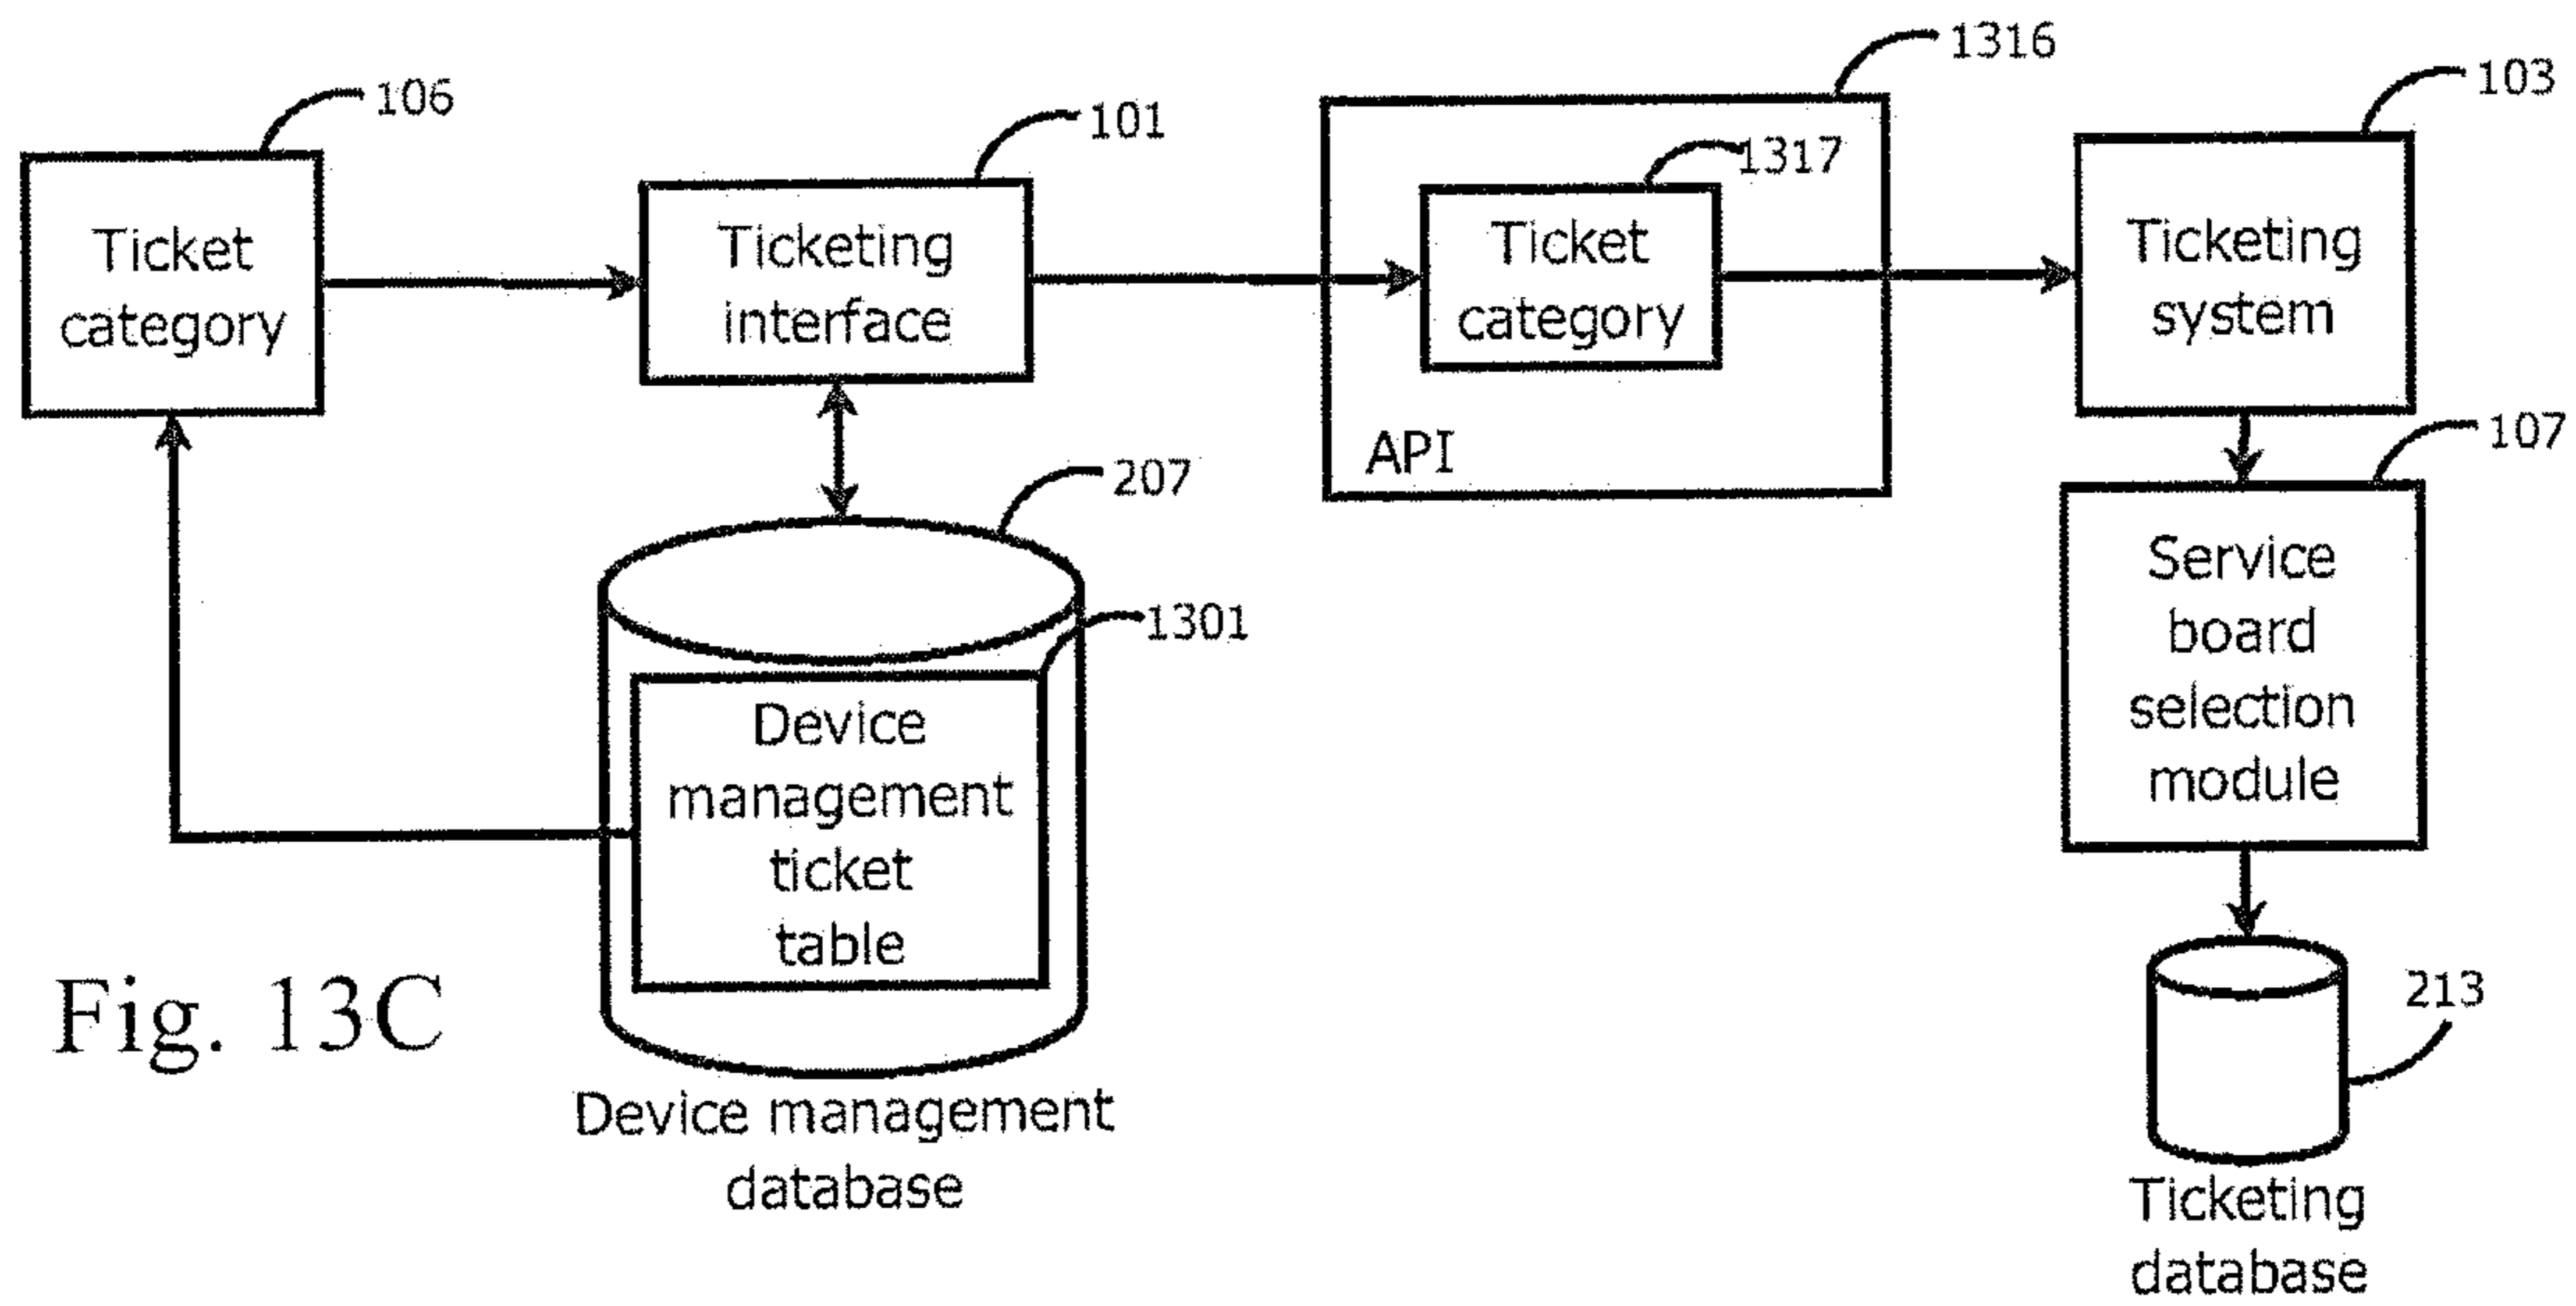 1316
103
106
101
1317
Ticket
category
Ticketing
interface
Ticket
category
Ticketing
system
API
107
207
Service
board
selection
module
1301
Device
management
ticket
table
213
Fig. 13C
Device management
database
Ticketing
database